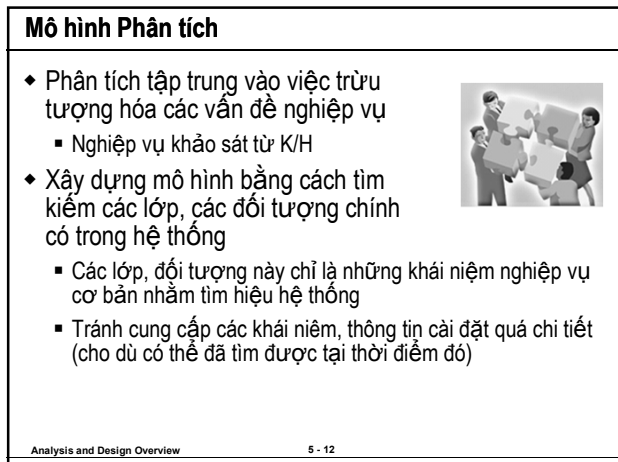 Mô hình Phân tích
Phân tích tập trung vào việc trừu
tượng hóa các vấn đề nghiệp vụ
Nghiệp vụ khảo sát từ K/H
Xây dựng mô hình bằng cách tìm
kiếm các lớp, các đối tượng chính
có trong hệ thống
Các lớp, đối tượng này chỉ là những khái niệm nghiệp vụ
cơ bản nhằm tìm hiệu hệ thống
Tránh cung cấp các khái niêm, thông tin cài đặt quá chi tiết
(cho dù có thể đã tìm được tại thời điểm đó)
Analysis and Design Overview 5 - 12